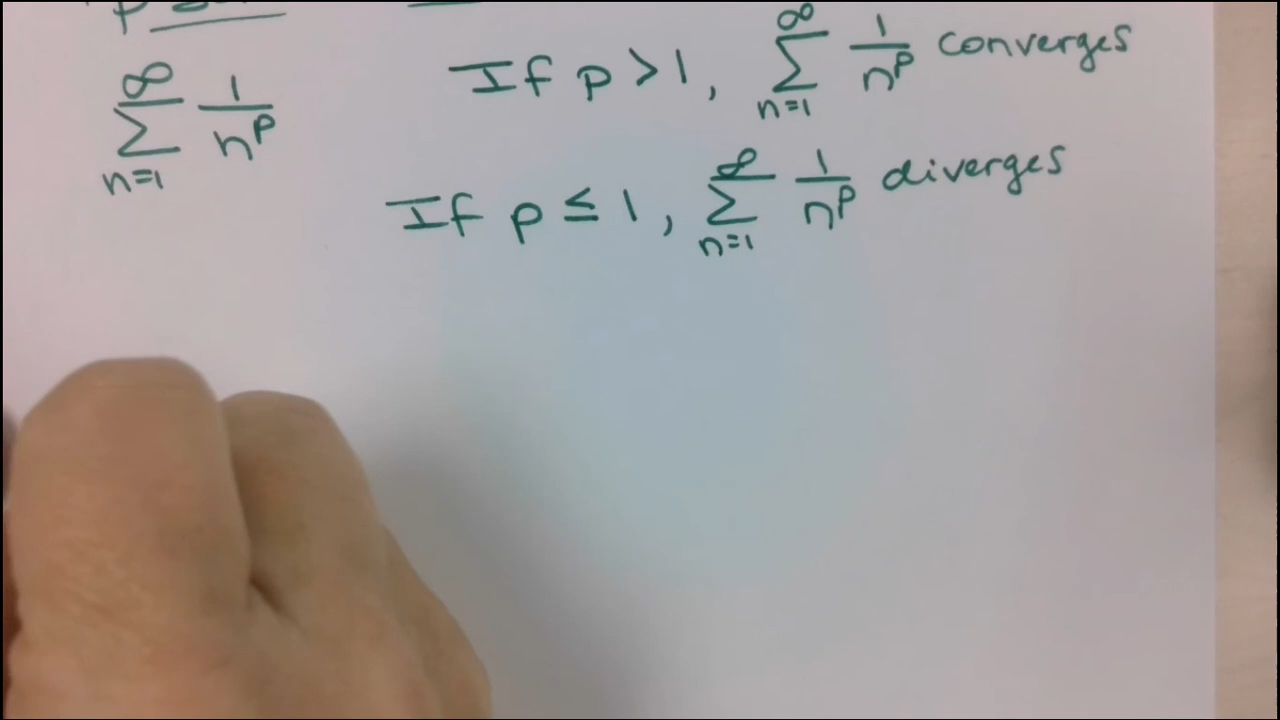 p
∞ ∑ n=1 1/n^p
If p > 1, ∞ ∑ n=1 1/n^p converges
If p ≤ 1, ∞ ∑ n=1 1/n^p diverges